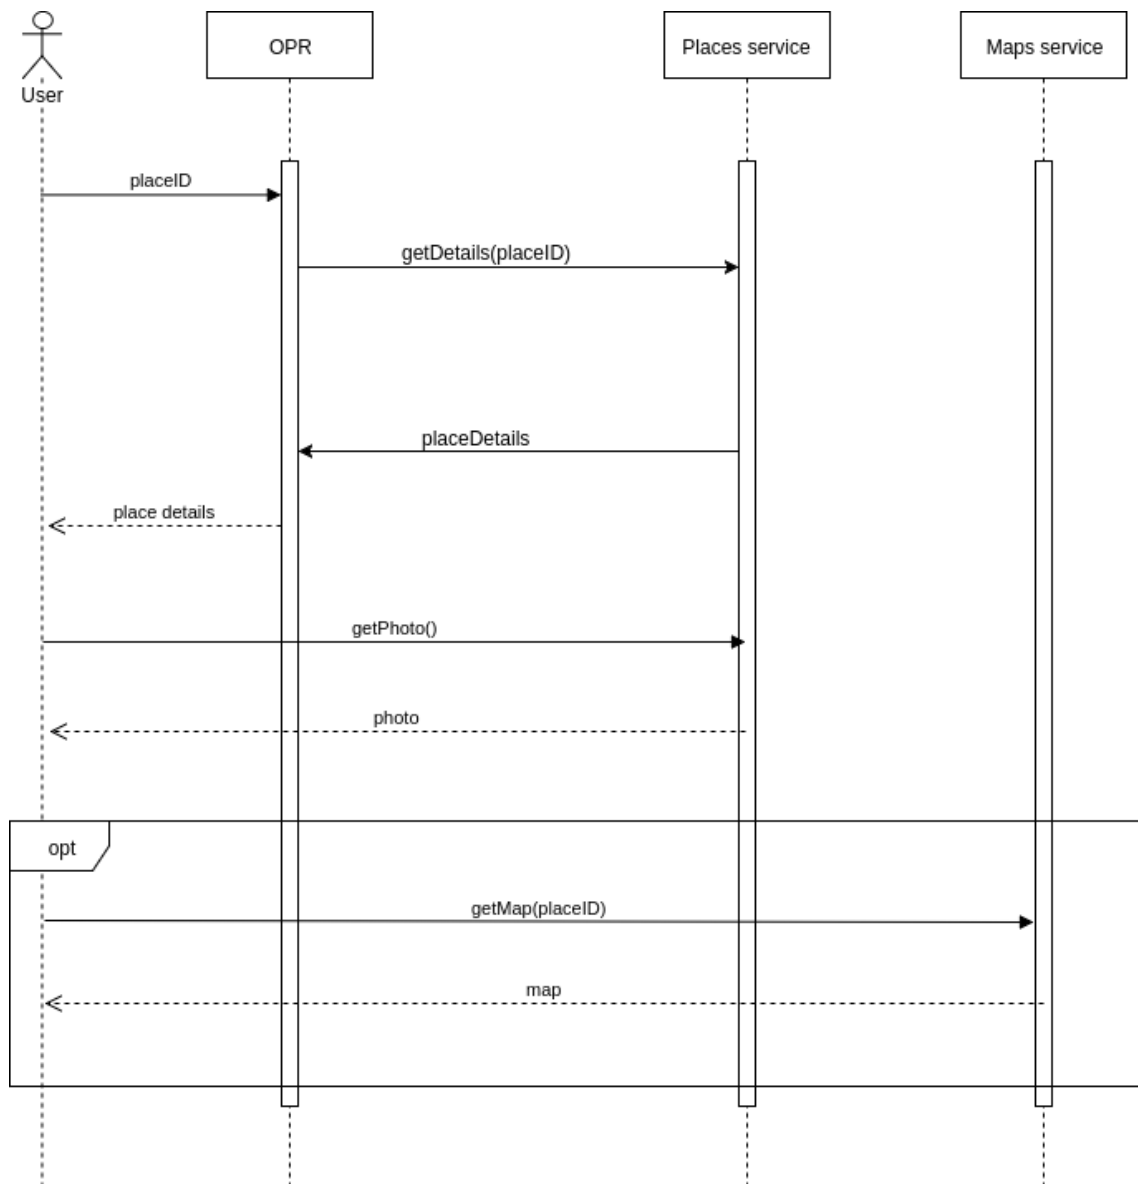 OPR
Places service
Maps service
User
placeID
getDetails(placeID)
placeDetails
place details
getPhoto()
photo
opt
getMap(placeID)
map